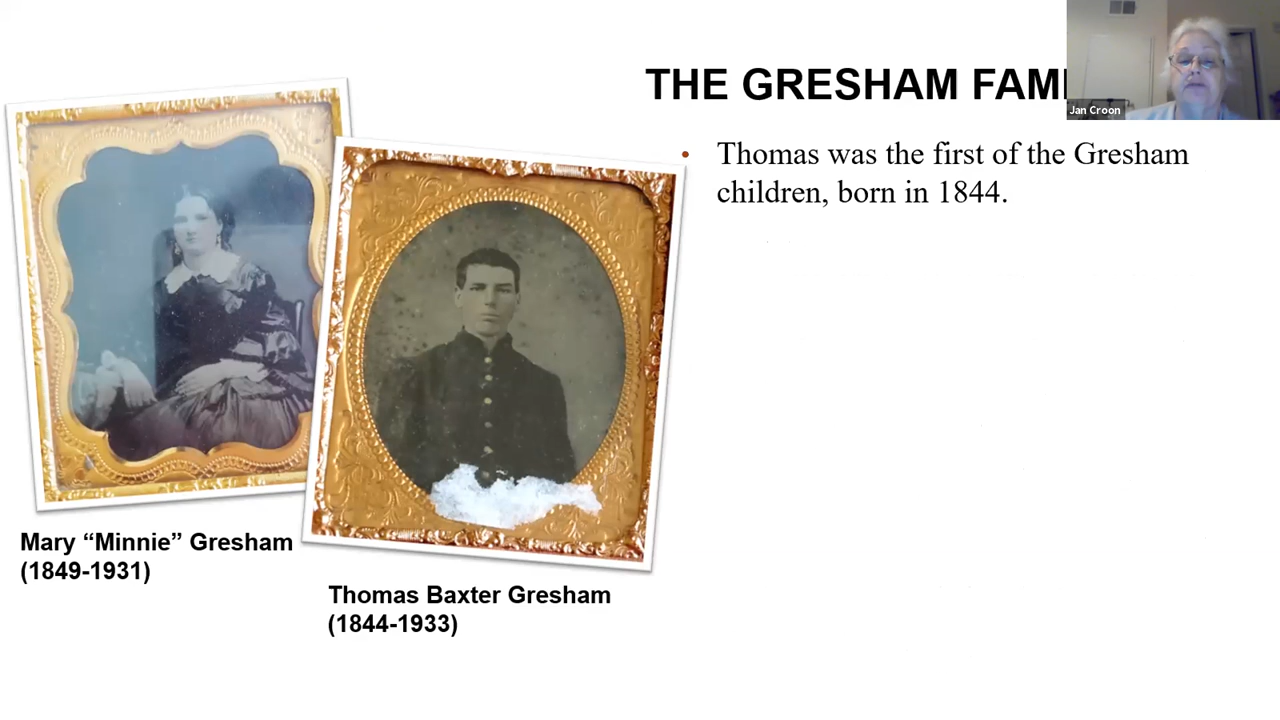 THE GRESHAM FAM
Jan Croon
Thomas was the first of the Gresham
children, born in 1844.
Mary “Minnie” Gresham
(1849-1931)
Thomas Baxter Gresham
(1844-1933)